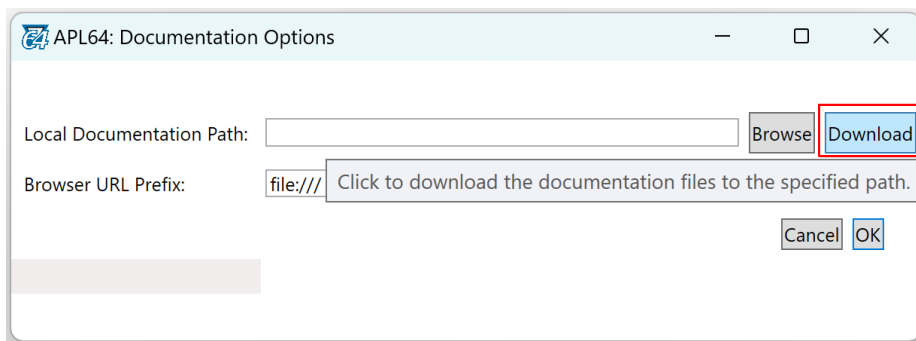 APL64: Documentation Options
Local Documentation Path: Browse Download
Browser URL Prefix: file:/// Click to download the documentation files to the specified path.
Cancel OK